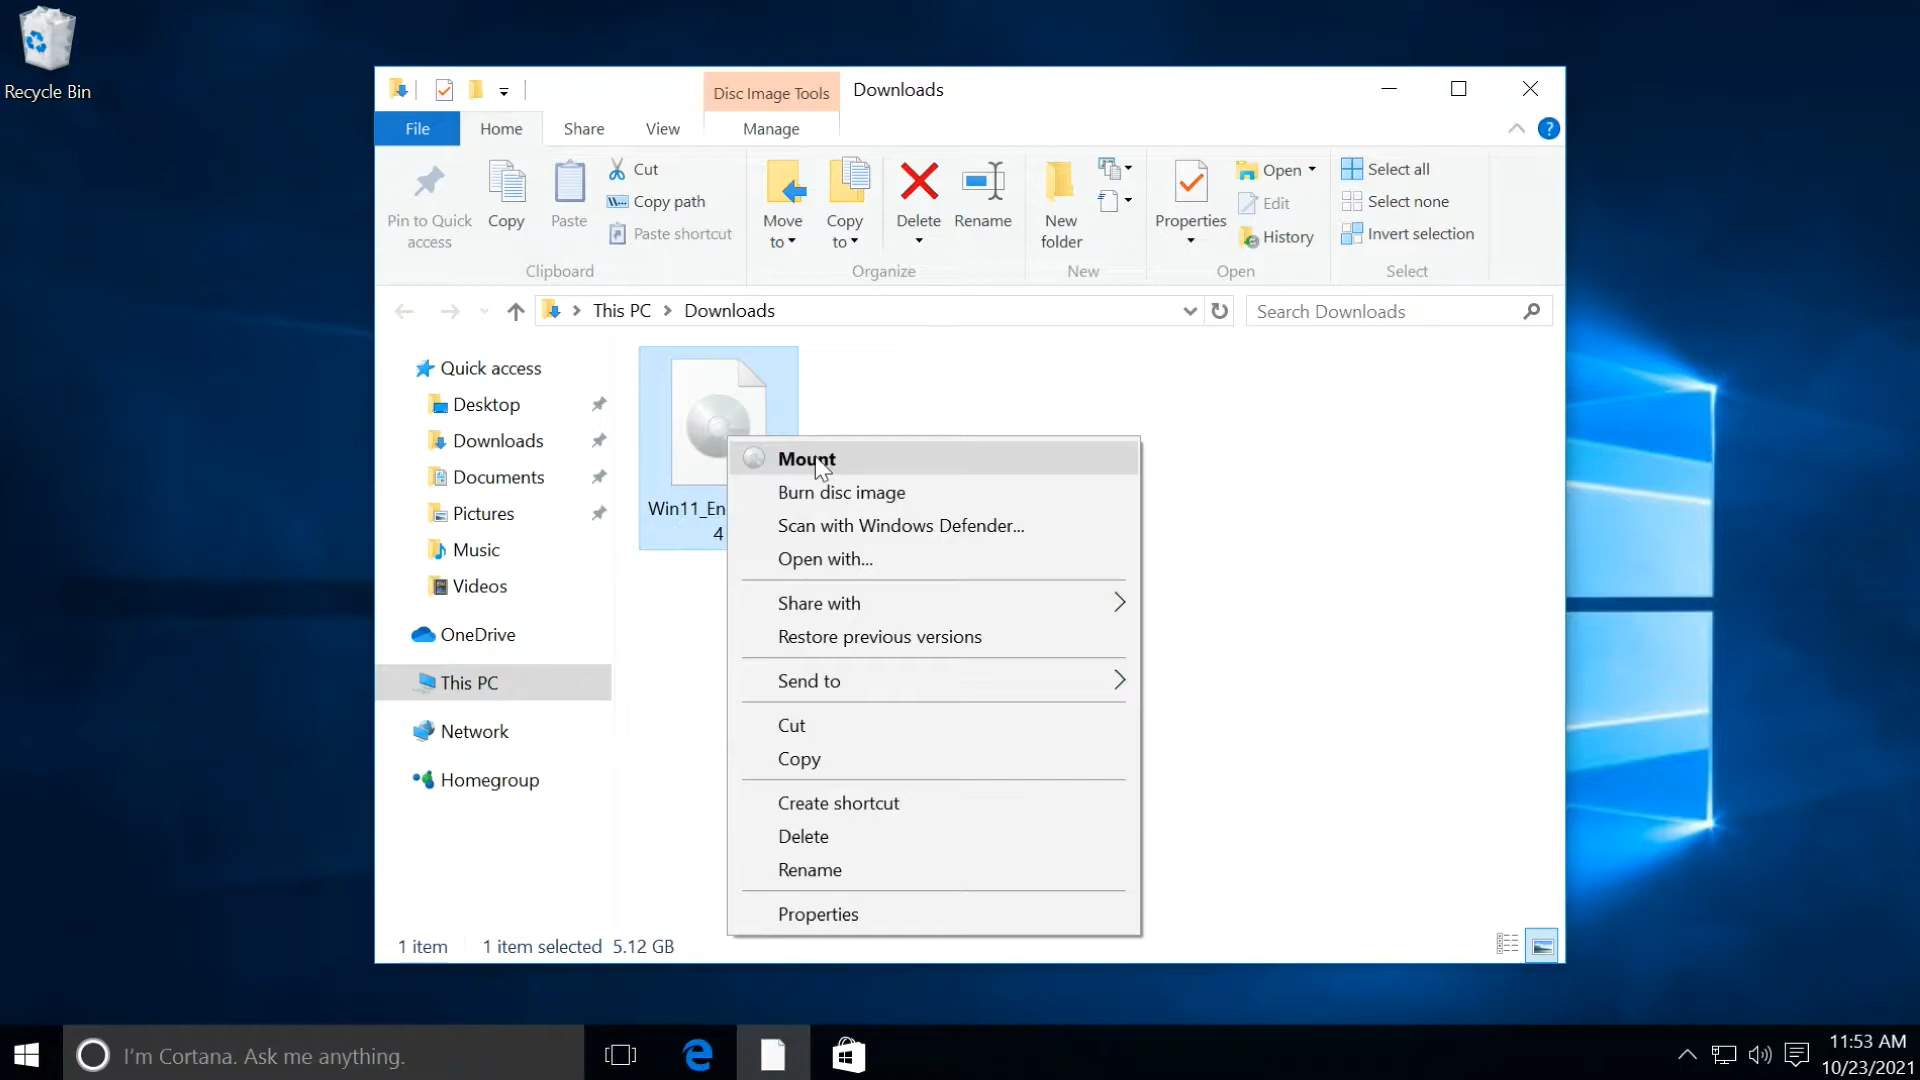 Recycle Bin
Disc Image Tools
Downloads
File
Home
Share
View
Manage
Pin to Quick
access
Copy
Paste
Cut
Copy path
Paste shortcut
Clipboard
Move
to
Copy
to
Delete
Rename
Organize
New
folder
New
Properties
Open
Edit
History
Open
Select all
Select none
Invert selection
Select
This PC
Downloads
Search Downloads
Quick access
Desktop
Downloads
Documents
Pictures
Music
Videos
OneDrive
This PC
Network
Homegroup
Win11_En
4
Mount
Burn disc image
Scan with Windows Defender...
Open with...
Share with
Restore previous versions
Send to
Cut
Copy
Create shortcut
Delete
Rename
Properties
1 item
1 item selected 5.12 GB
I'm Cortana. Ask me anything.
11:53 AM
10/23/2021